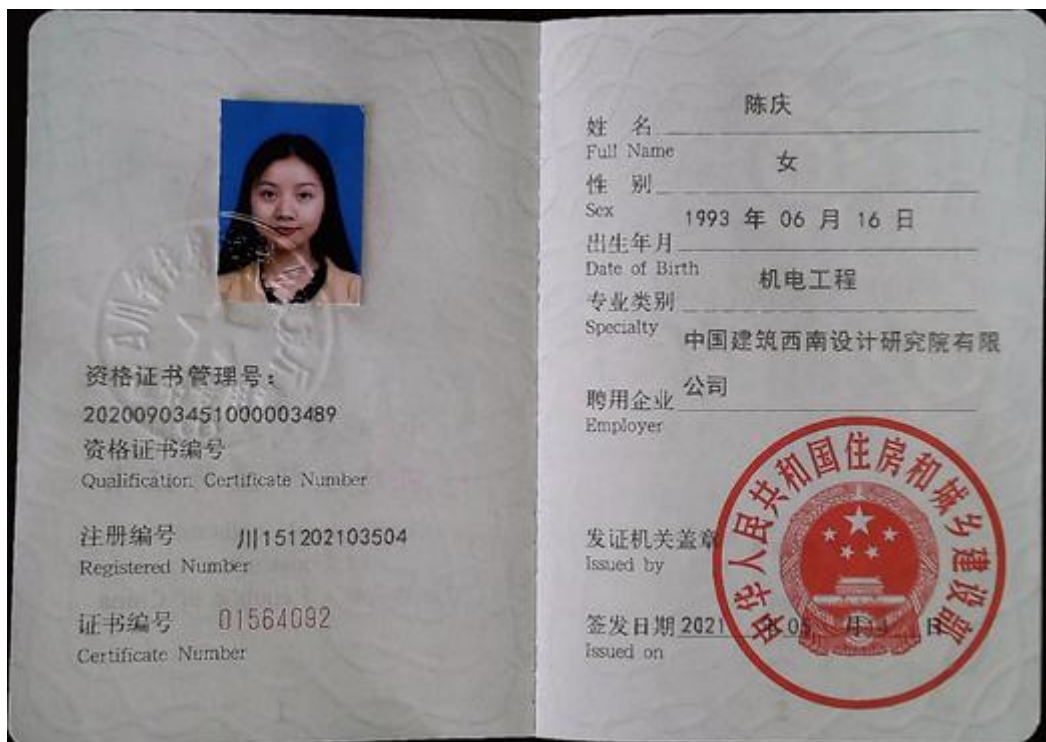 资格证书管理号：
20200903451000003489
资格证书编号
Qualification Certificate Number
注册编号 川151202103504
Registered Number
证书编号 01564092
Certificate Number
陈庆
姓 名
Full Name
女
性 别
Sex
1993 年 06 月 16 日
出生年月
Date of Birth
机电工程
专业类别
Specialty
中国建筑西南设计研究院有限
公司
聘用企业
Employer
中华人民共和国住房和城乡建设部
发证机关盖章
Issued by
签发日期 2021 年 05 月 14 日
Issued on